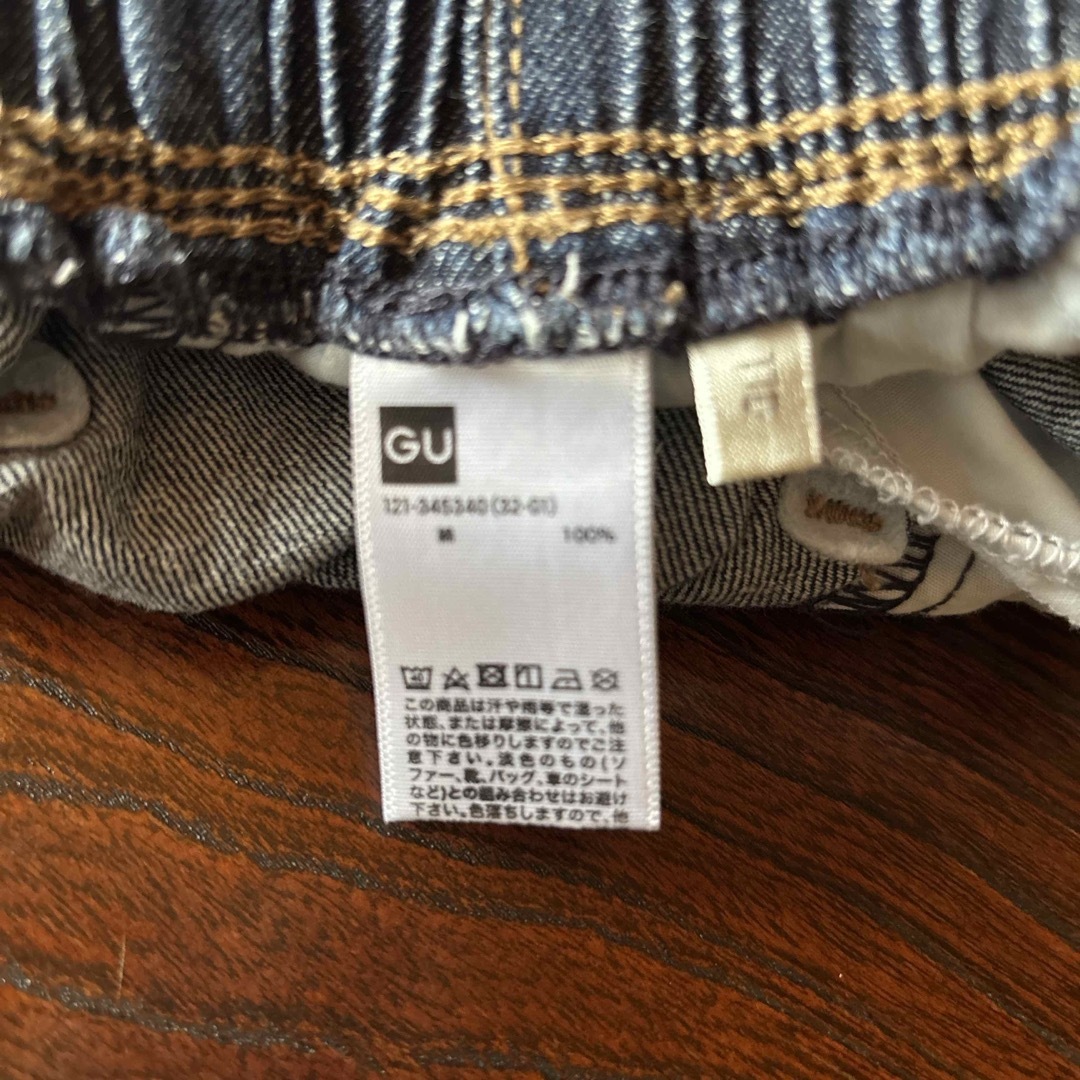 GU
121-345340(32-01)
綿 100%
40
この商品は汗や雨等で湿った
状態、または摩擦によって、他
の物に色移りしますのでご注
意下さい。淡色のもの(ソ
ファー、靴、バッグ、車のシート
など)との組み合わせはお避け
下さい。色落ちしますので、他